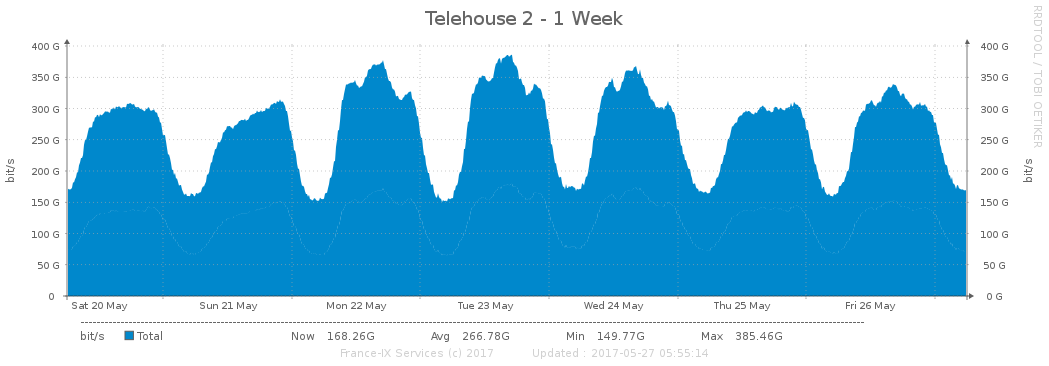 Telehouse 2 - 1 Week
RRDTOOL / TOBI OETIKER
400 G 400 G
350 G 350 G
300 G 300 G
250 G 250 G
bit/s 200 G 200 G bit/s
150 G 150 G
100 G 100 G
50 G 50 G
0 0 G
Sat 20 May Sun 21 May Mon 22 May Tue 23 May Wed 24 May Thu 25 May Fri 26 May
bit/s Total Now 168.26G Avg 266.78G Min 149.77G Max 385.46G
France-IX Services (c) 2017 Updated : 2017-05-27 05:55:14